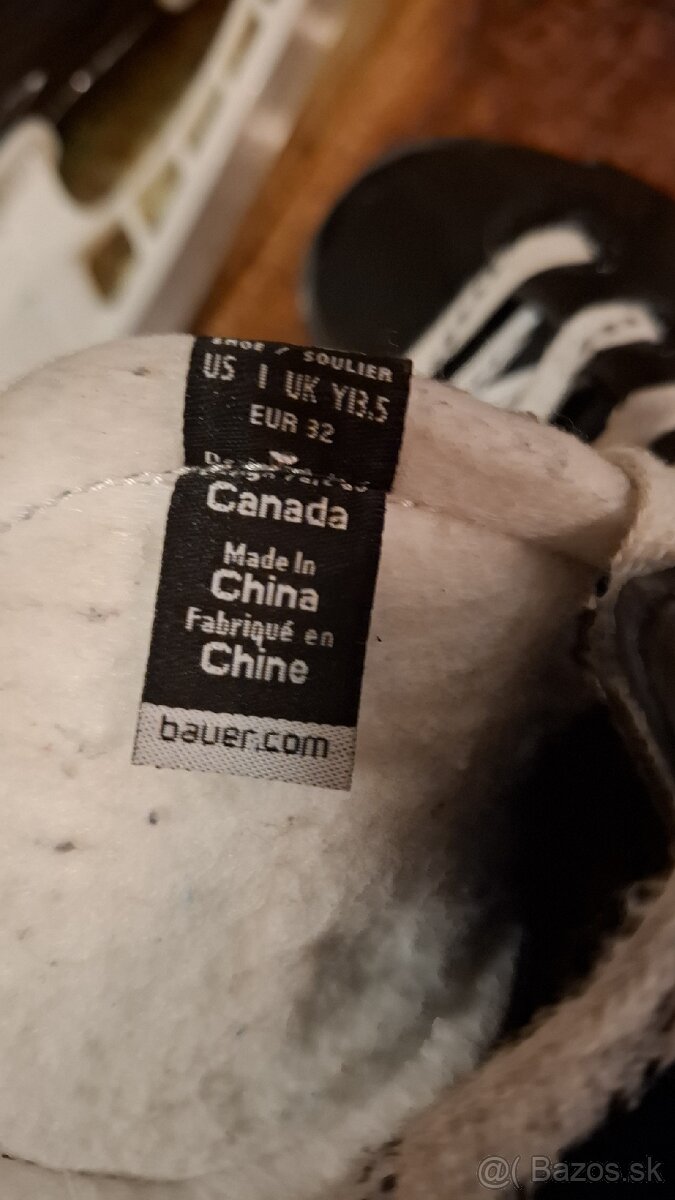 SHOE / SOULIER
US 1 UK Y13.5
EUR 32
Canada
Made In
China
Fabriqué en
Chine
bauer.com
@( Bazos.sk